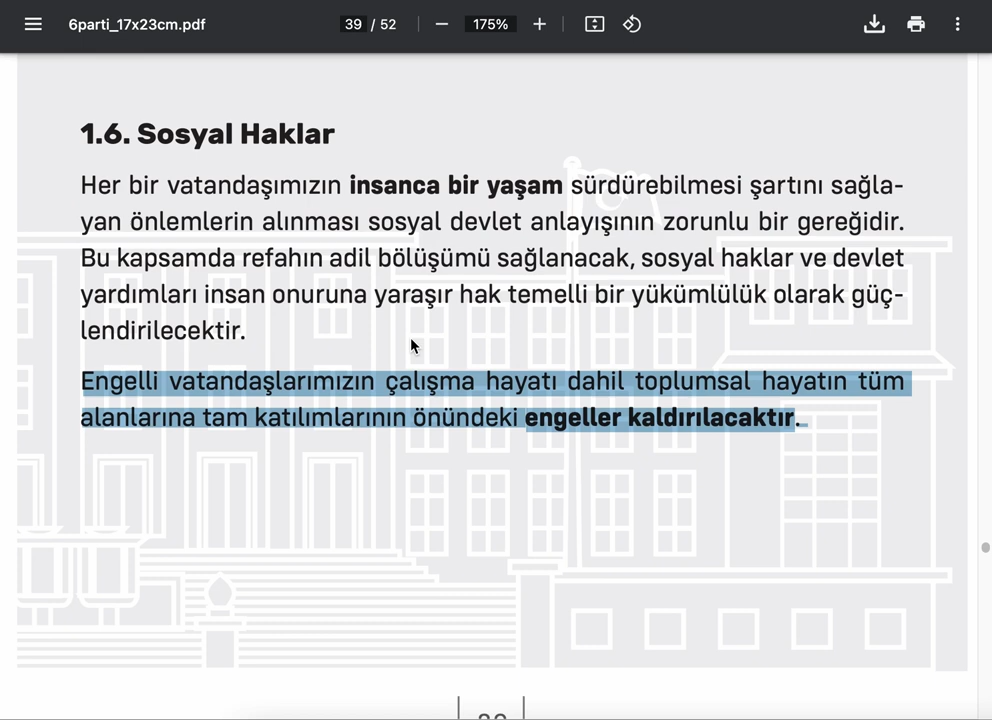 6parti_17x23cm.pdf 39 / 52 175%
1.6. Sosyal Haklar
Her bir vatandaşımızın insanca bir yaşam sürdürebilmesi şartını sağla-
yan önlemlerin alınması sosyal devlet anlayışının zorunlu bir gereğidir.
Bu kapsamda refahın adil bölüşümü sağlanacak, sosyal haklar ve devlet
yardımları insan onuruna yaraşır hak temelli bir yükümlülük olarak güç-
lendirilecektir.
Engelli vatandaşlarımızın çalışma hayatı dahil toplumsal hayatın tüm
alanlarına tam katılımlarının önündeki engeller kaldırılacaktır.